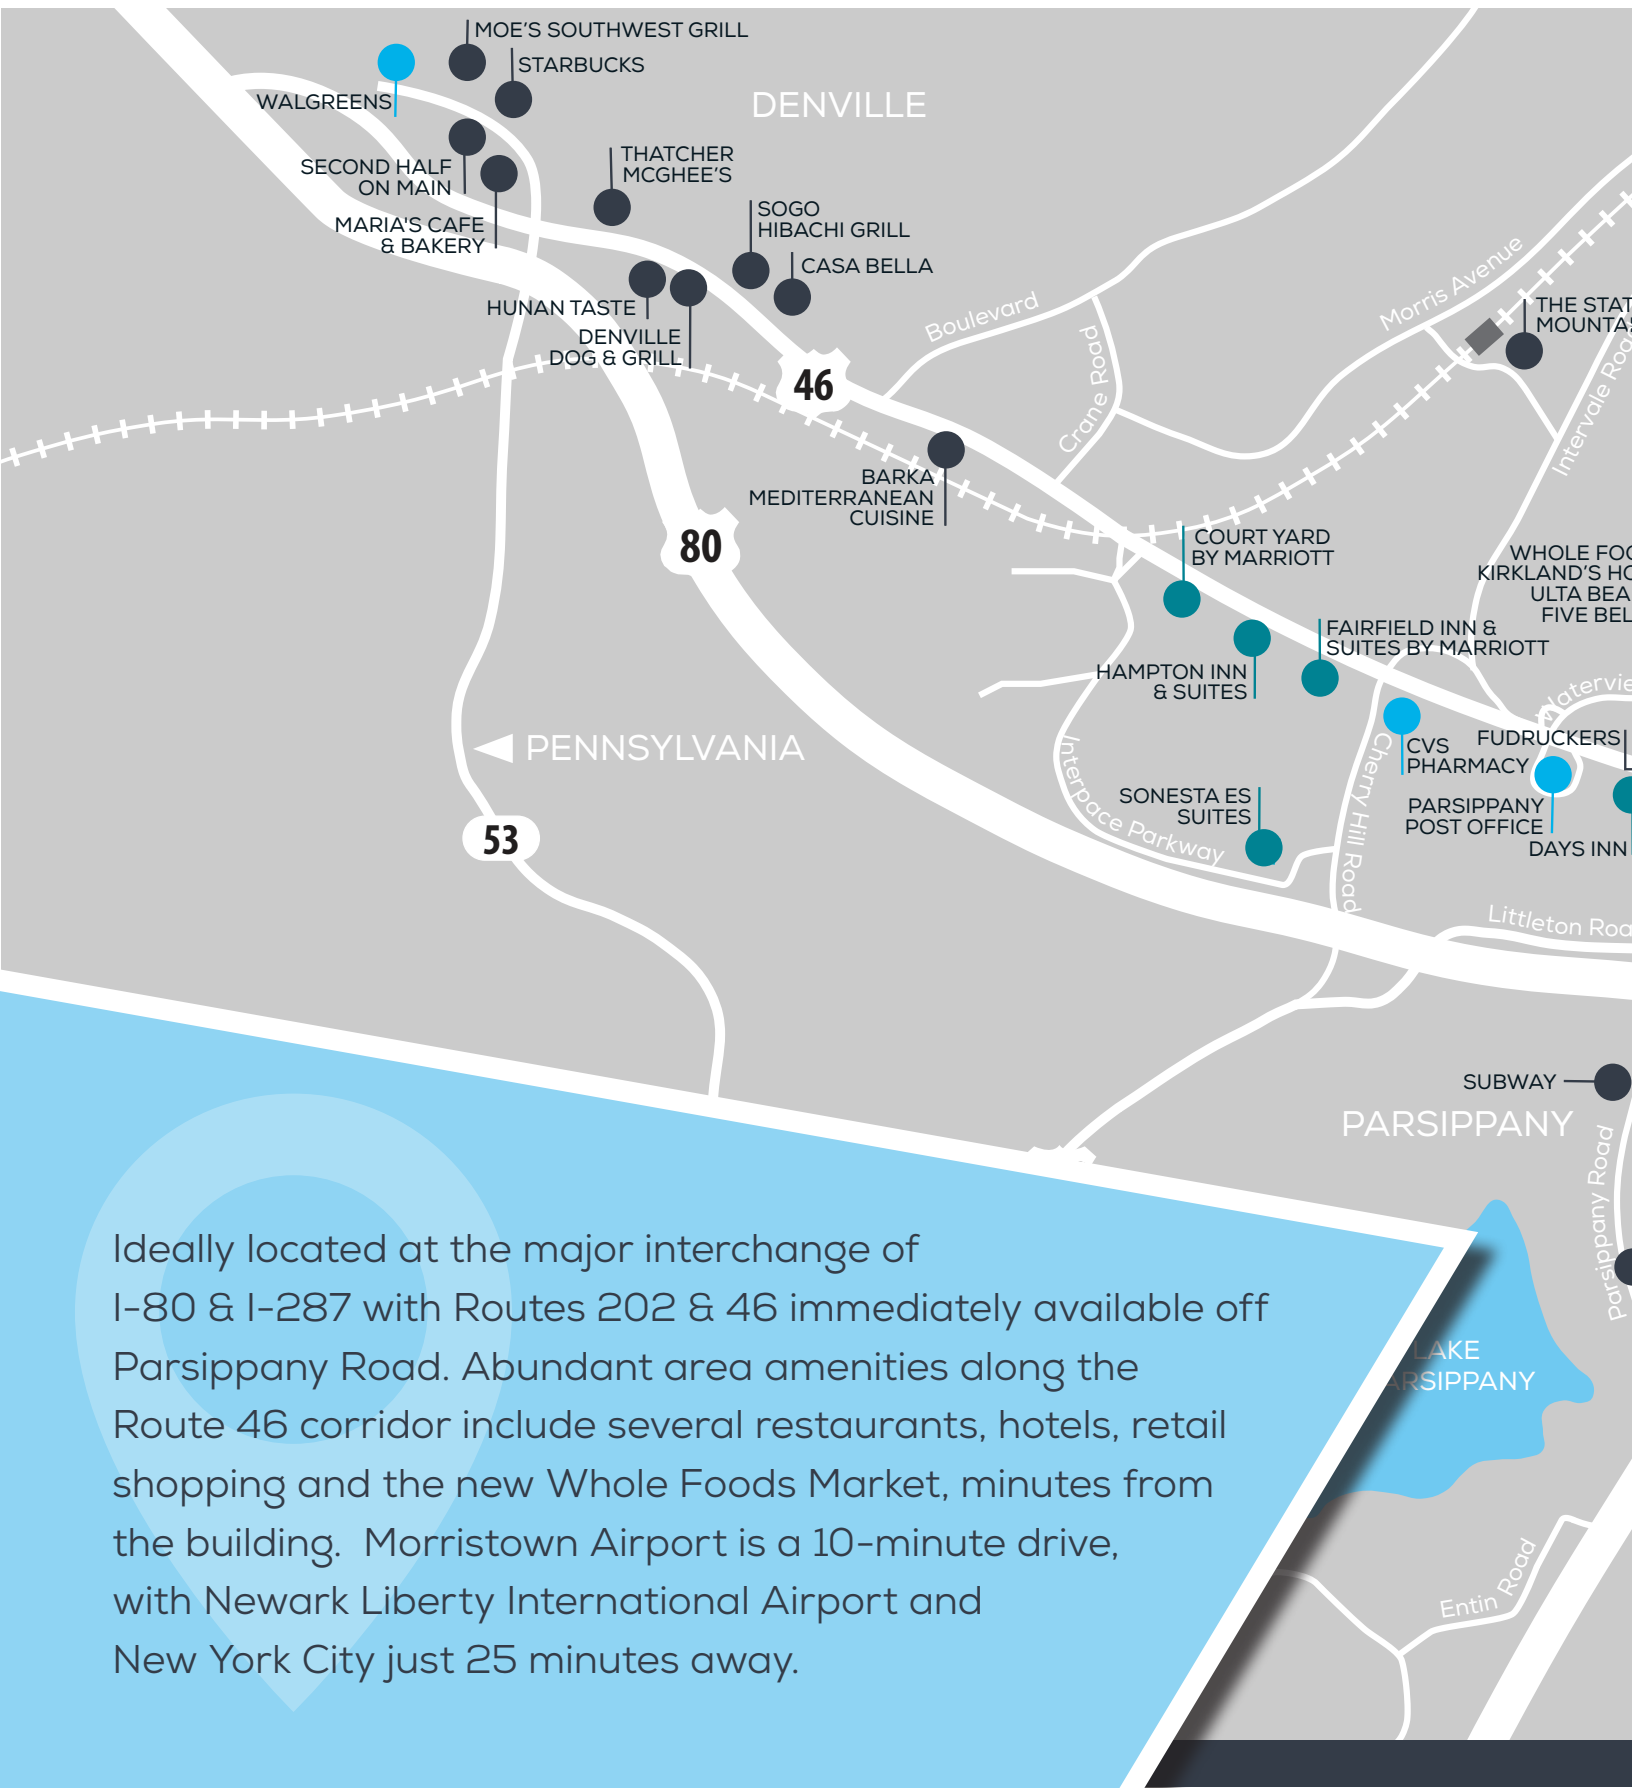 MOE'S SOUTHWEST GRILL
STARBUCKS
WALGREENS
DENVILLE
SECOND HALF
ON MAIN
THATCHER
MCGHEE'S
MARIA'S CAFE
& BAKERY
SOGO
HIBACHI GRILL
CASA BELLA
HUNAN TASTE
DENVILLE
DOG & GRILL
46
Boulevard
Crane Road
Morris Avenue
THE
Intervale
BARKA
MEDITERRANEAN
CUISINE
80
COURT YARD
BY MARRIOTT
WHOLE
KIRKLAND'S
ULTA
FIVE
FAIRFIELD INN &
SUITES BY MARRIOTT
HAMPTON INN
& SUITES
PENNSYLVANIA
CVS
PHARMACY
FUDRUCKERS
Interpace Parkway
Cherry Hill Road
SONESTA ES
SUITES
PARSIPPANY
POST OFFICE
DAYS INN
53
Littleton
SUBWAY
PARSIPPANY
Parsippany Road
LAKE
Entin Road
Ideally located at the major interchange of
I-80 & I-287 with Routes 202 & 46 immediately available off
Parsippany Road. Abundant area amenities along the
Route 46 corridor include several restaurants, hotels, retail
shopping and the new Whole Foods Market, minutes from
the building.  Morristown Airport is a 10-minute drive,
with Newark Liberty International Airport and
New York City just 25 minutes away.